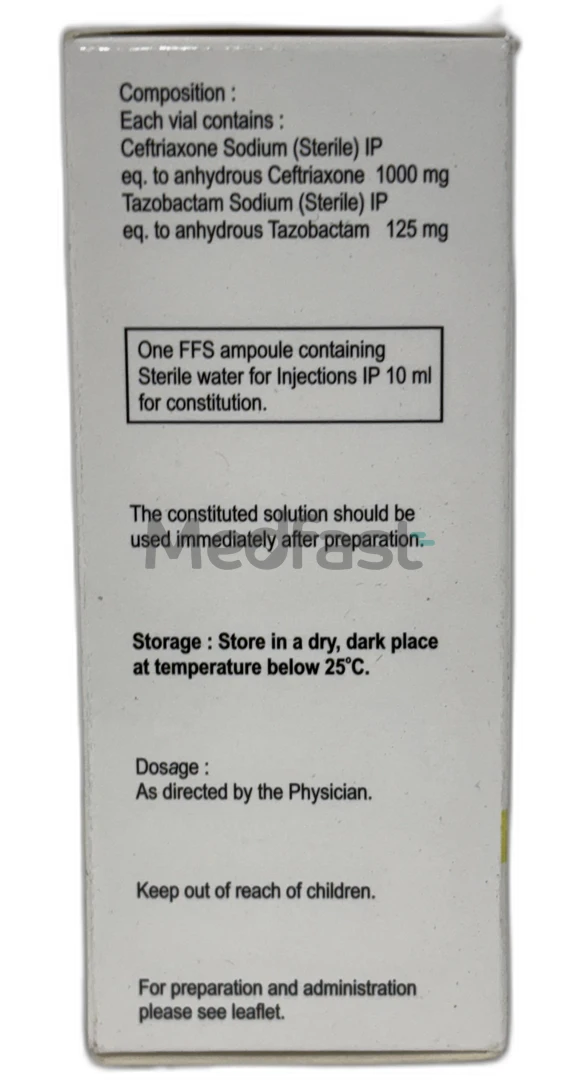 Composition :
Each vial contains :
Ceftriaxone Sodium (Sterile) IP
eq. to anhydrous Ceftriaxone 1000 mg
Tazobactam Sodium (Sterile) IP
eq. to anhydrous Tazobactam 125 mg
One FFS ampoule containing
Sterile water for Injections IP 10 ml
for constitution.
The constituted solution should be
used immediately after preparation.
Medfast
Storage : Store in a dry, dark place
at temperature below 25°C.
Dosage :
As directed by the Physician.
Keep out of reach of children.
For preparation and administration
please see leaflet.